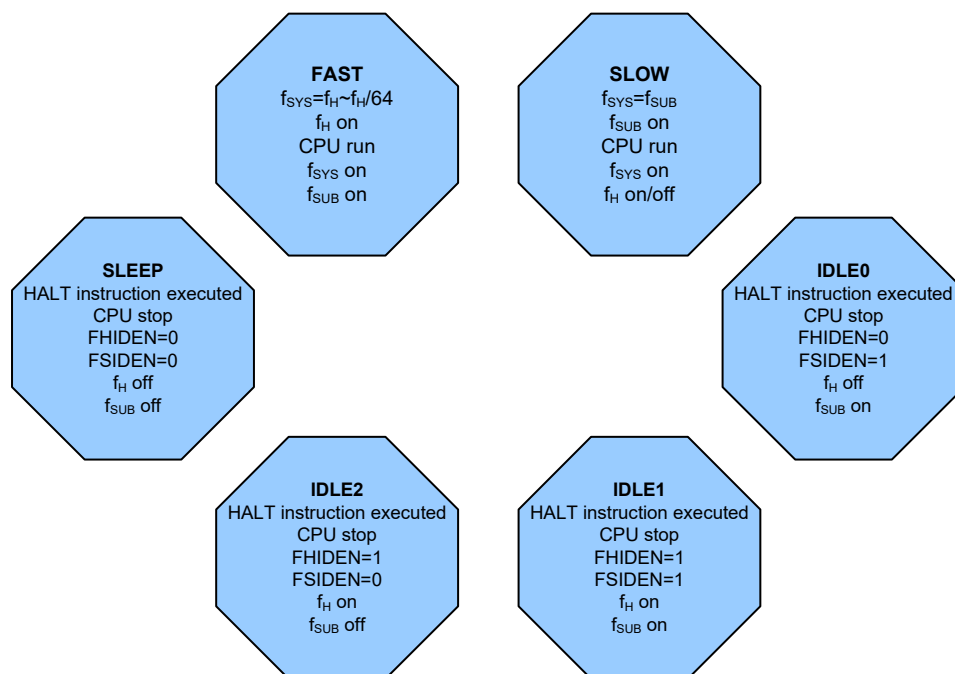 FAST
fSYS=fH~fH/64
fH on
CPU run
fSYS on
fSUB on
SLOW
fSYS=fSUB
fSUB on
CPU run
fSYS on
fH on/off
SLEEP
HALT instruction executed
CPU stop
FHIDEN=0
FSIDEN=0
fH off
fSUB off
IDLE0
HALT instruction executed
CPU stop
FHIDEN=0
FSIDEN=1
fH off
fSUB on
IDLE2
HALT instruction executed
CPU stop
FHIDEN=1
FSIDEN=0
fH on
fSUB off
IDLE1
HALT instruction executed
CPU stop
FHIDEN=1
FSIDEN=1
fH on
fSUB on